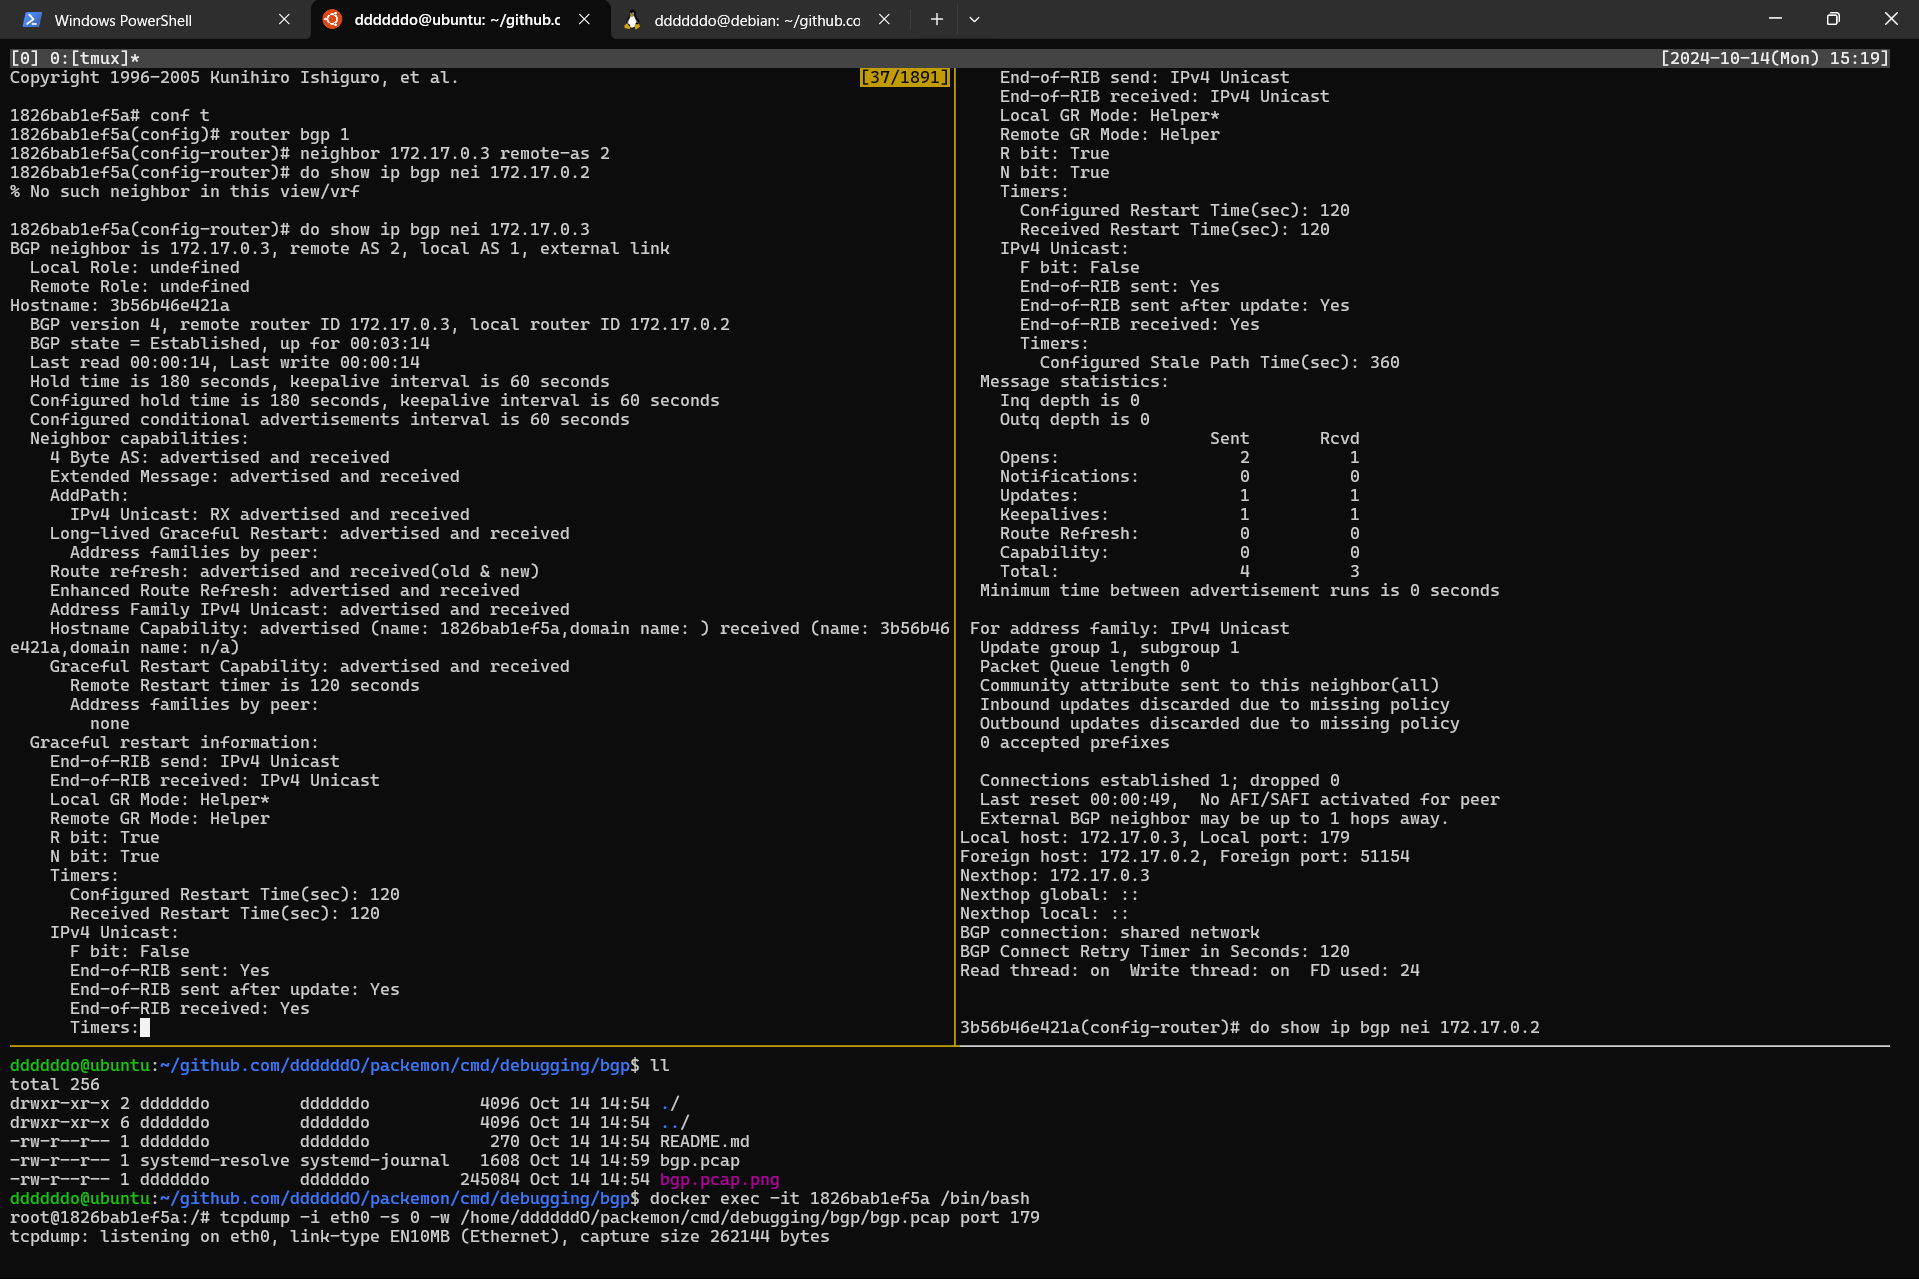 Windows PowerShell
ddddddo@ubuntu: ~/github.c
ddddddo@debian: ~/github.co
[0] 0:[tmux]*
[2024-10-14(Mon) 15:19]
Copyright 1996-2005 Kunihiro Ishiguro, et al.
[37/1891]
1826bab1ef5a# conf t
1826bab1ef5a(config)# router bgp 1
1826bab1ef5a(config-router)# neighbor 172.17.0.3 remote-as 2
1826bab1ef5a(config-router)# do show ip bgp nei 172.17.0.2
% No such neighbor in this view/vrf
1826bab1ef5a(config-router)# do show ip bgp nei 172.17.0.3
BGP neighbor is 172.17.0.3, remote AS 2, local AS 1, external link
Local Role: undefined
Remote Role: undefined
Hostname: 3b56b46e421a
BGP version 4, remote router ID 172.17.0.3, local router ID 172.17.0.2
BGP state = Established, up for 00:03:14
Last read 00:00:14, Last write 00:00:14
Hold time is 180 seconds, keepalive interval is 60 seconds
Configured hold time is 180 seconds, keepalive interval is 60 seconds
Configured conditional advertisements interval is 60 seconds
Neighbor capabilities:
4 Byte AS: advertised and received
Extended Message: advertised and received
AddPath:
IPv4 Unicast: RX advertised and received
Long-lived Graceful Restart: advertised and received
Address families by peer:
Route refresh: advertised and received(old & new)
Enhanced Route Refresh: advertised and received
Address Family IPv4 Unicast: advertised and received
Hostname Capability: advertised (name: 1826bab1ef5a,domain name: ) received (name: 3b56b46
e421a,domain name: n/a)
Graceful Restart Capability: advertised and received
Remote Restart timer is 120 seconds
Address families by peer:
none
Graceful restart information:
End-of-RIB send: IPv4 Unicast
End-of-RIB received: IPv4 Unicast
Local GR Mode: Helper*
Remote GR Mode: Helper
R bit: True
N bit: True
Timers:
Configured Restart Time(sec): 120
Received Restart Time(sec): 120
IPv4 Unicast:
F bit: False
End-of-RIB sent: Yes
End-of-RIB sent after update: Yes
End-of-RIB received: Yes
Timers:
End-of-RIB send: IPv4 Unicast
End-of-RIB received: IPv4 Unicast
Local GR Mode: Helper*
Remote GR Mode: Helper
R bit: True
N bit: True
Timers:
Configured Restart Time(sec): 120
Received Restart Time(sec): 120
IPv4 Unicast:
F bit: False
End-of-RIB sent: Yes
End-of-RIB sent after update: Yes
End-of-RIB received: Yes
Timers:
Configured Stale Path Time(sec): 360
Message statistics:
Inq depth is 0
Outq depth is 0
Sent Rcvd
Opens: 2 1
Notifications: 0 0
Updates: 1 1
Keepalives: 1 1
Route Refresh: 0 0
Capability: 0 0
Total: 4 3
Minimum time between advertisement runs is 0 seconds
For address family: IPv4 Unicast
Update group 1, subgroup 1
Packet Queue length 0
Community attribute sent to this neighbor(all)
Inbound updates discarded due to missing policy
Outbound updates discarded due to missing policy
0 accepted prefixes
Connections established 1; dropped 0
Last reset 00:00:49,  No AFI/SAFI activated for peer
External BGP neighbor may be up to 1 hops away.
Local host: 172.17.0.3, Local port: 179
Foreign host: 172.17.0.2, Foreign port: 51154
Nexthop: 172.17.0.3
Nexthop global: ::
Nexthop local: ::
BGP connection: shared network
BGP Connect Retry Timer in Seconds: 120
Read thread: on  Write thread: on  FD used: 24
3b56b46e421a(config-router)# do show ip bgp nei 172.17.0.2
ddddddo@ubuntu:~/github.com/ddddddO/packemon/cmd/debugging/bgp$ ll
total 256
drwxr-xr-x 2 ddddddo ddddddo 4096 Oct 14 14:54 ./
drwxr-xr-x 6 ddddddo ddddddo 4096 Oct 14 14:54 ../
-rw-r--r-- 1 ddddddo ddddddo 270 Oct 14 14:54 README.md
-rw-r--r-- 1 systemd-resolve systemd-journal 1608 Oct 14 14:59 bgp.pcap
-rw-r--r-- 1 ddddddo ddddddo 245084 Oct 14 14:54 bgp.pcap.png
ddddddo@ubuntu:~/github.com/ddddddO/packemon/cmd/debugging/bgp$ docker exec -it 1826bab1ef5a /bin/bash
root@1826bab1ef5a:/# tcpdump -i eth0 -s 0 -w /home/ddddddO/packemon/cmd/debugging/bgp/bgp.pcap port 179
tcpdump: listening on eth0, link-type EN10MB (Ethernet), capture size 262144 bytes